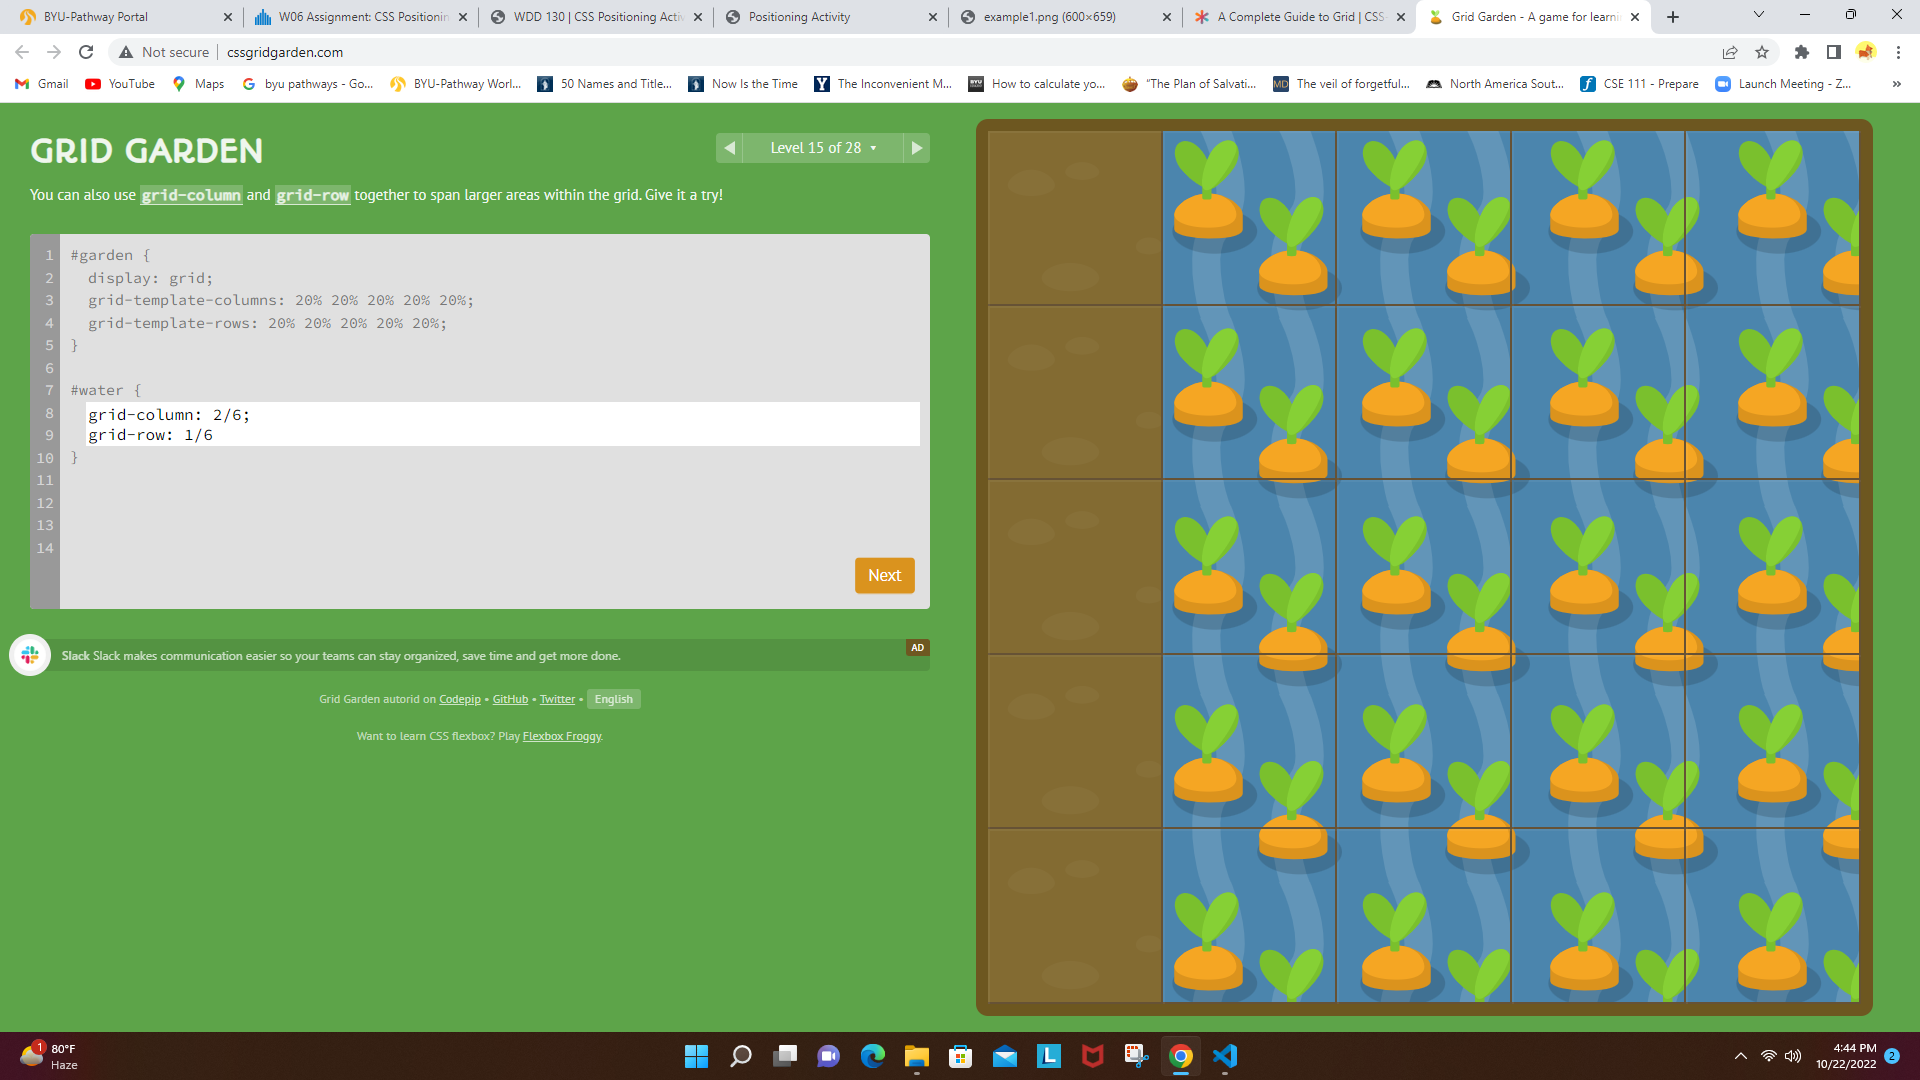 BYU-Pathway Portal
W06 Assignment: CSS Positionin
WDD 130 | CSS Positioning Activ
Positioning Activity
example1.png (600×659)
A Complete Guide to Grid | CSS-
Grid Garden - A game for learni
Not secure
cssgridgarden.com
Gmail
YouTube
Maps
byu pathways - Go...
BYU-Pathway Worl...
50 Names and Title...
Now Is the Time
The Inconvenient M...
How to calculate yo...
"The Plan of Salvati...
MD
The veil of forgetful...
North America Sout...
CSE 111 - Prepare
Launch Meeting - Z...
»
GRID GARDEN
Level 15 of 28
You can also use grid-column and grid-row together to span larger areas within the grid. Give it a try!
1 #garden {
2 display: grid;
3 grid-template-columns: 20% 20% 20% 20% 20%;
4 grid-template-rows: 20% 20% 20% 20% 20%;
5 }
6
7 #water {
8 grid-column: 2/6;
9 grid-row: 1/6
10 }
11
12
13
14
Next
Slack Slack makes communication easier so your teams can stay organized, save time and get more done.
AD
Grid Garden autorid on Codepip • GitHub • Twitter • English
Want to learn CSS flexbox? Play Flexbox Froggy.
1
80°F
Haze
L
4:44 PM
10/22/2022
2